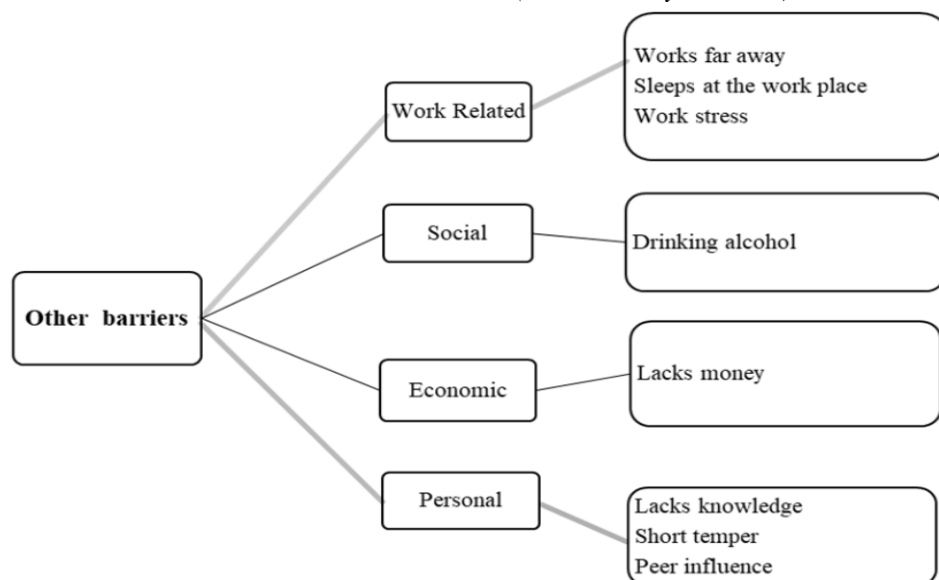 Other barriers
Work Related
Works far away
Sleeps at the work place
Work stress
Social
Drinking alcohol
Economic
Lacks money
Personal
Lacks knowledge
Short temper
Peer influence